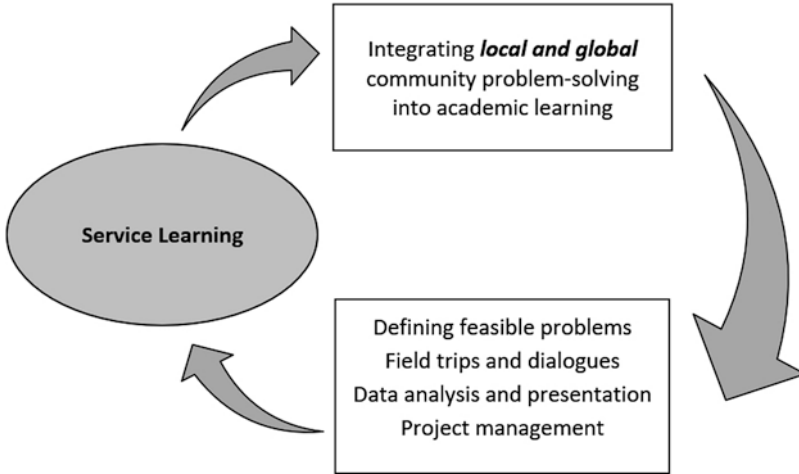 Integrating local and global
community problem-solving
into academic learning
Service Learning
Defining feasible problems
Field trips and dialogues
Data analysis and presentation
Project management